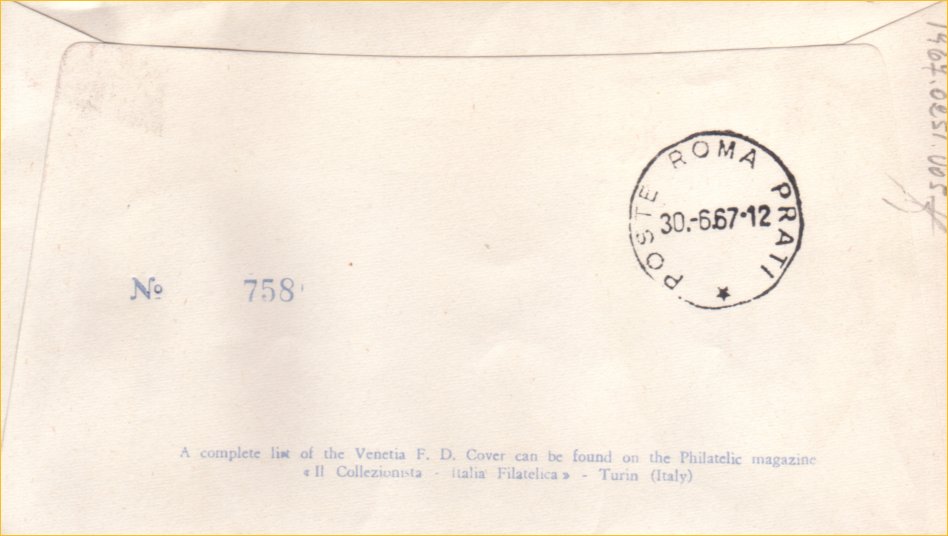 POSTE ROMA PRATI
30.-6.67-12
№ 758
A complete list of the Venetia F. D. Cover can be found on the Philatelic magazine
« Il Collezionista - Italia Filatelica » - Turin (Italy)